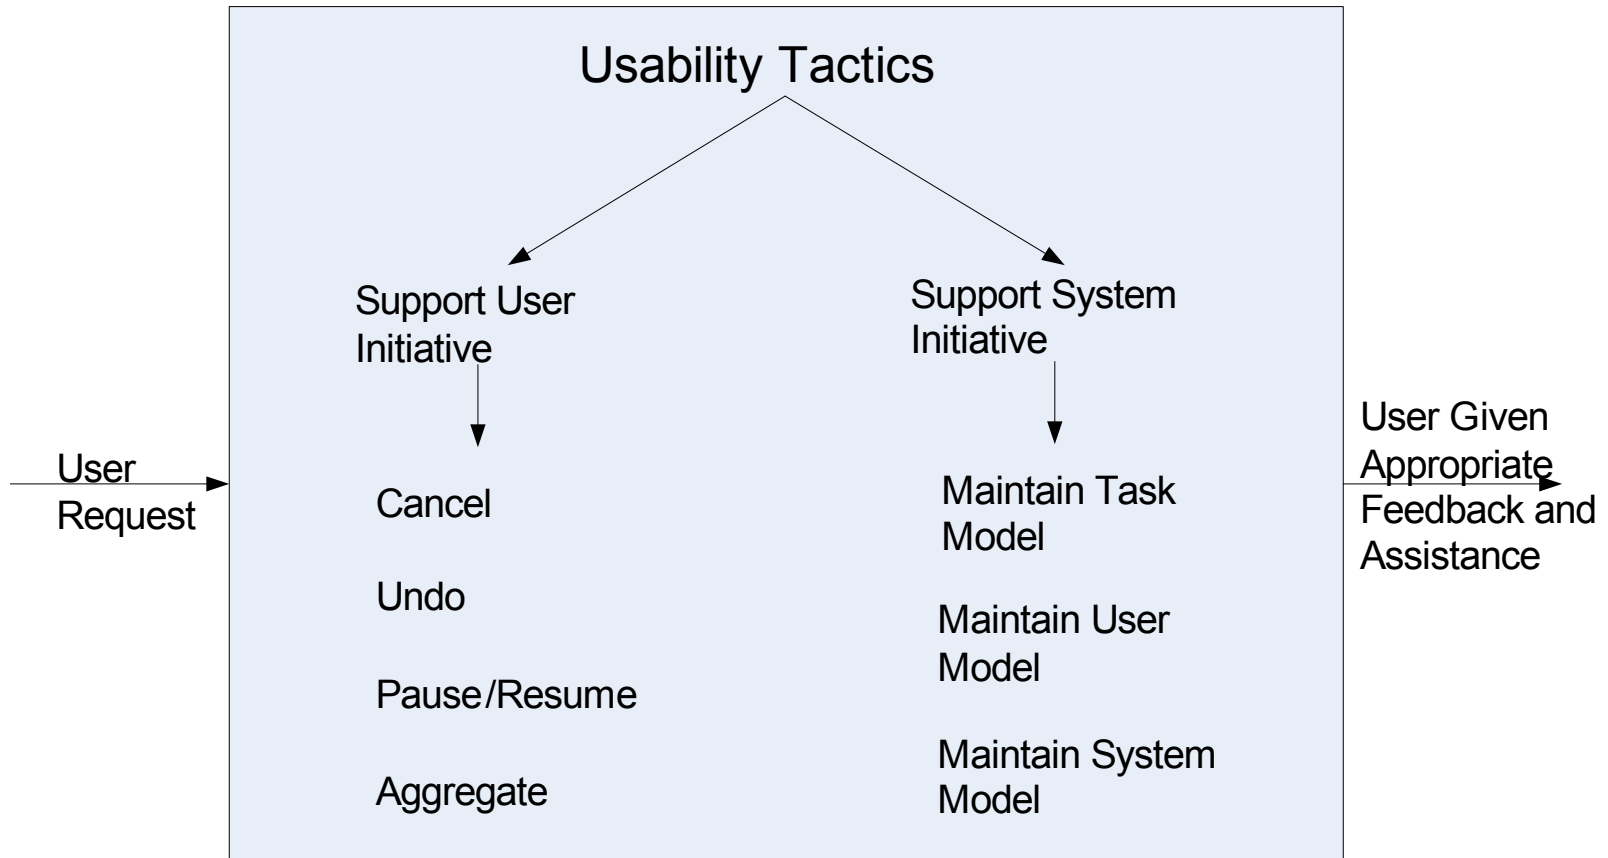 Usability Tactics
Support User
Initiative
Support System
Initiative
User
Request
Cancel
Undo
Pause/Resume
Aggregate
Maintain Task
Model
Maintain User
Model
Maintain System
Model
User Given
Appropriate
Feedback and
Assistance